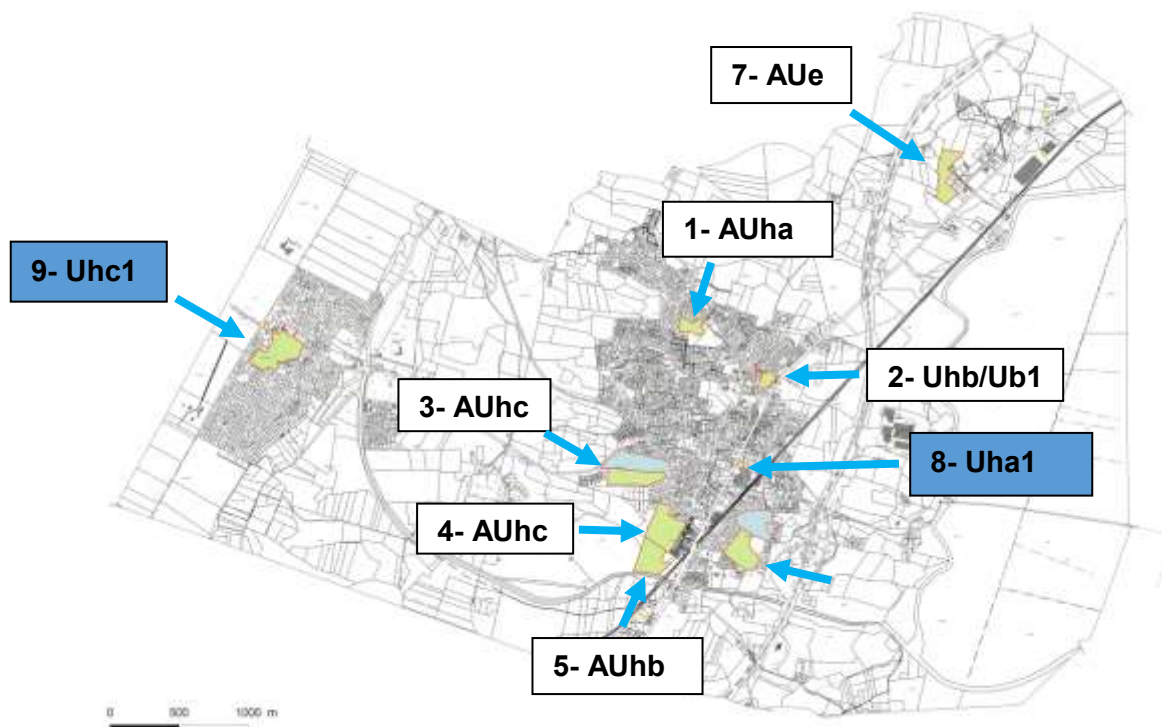 7- AUe
1- AUha
9- Uhc1
2- Uhb/Ub1
3- AUhc
8- Uha1
4- AUhc
5- AUhb
0 500 1000 m